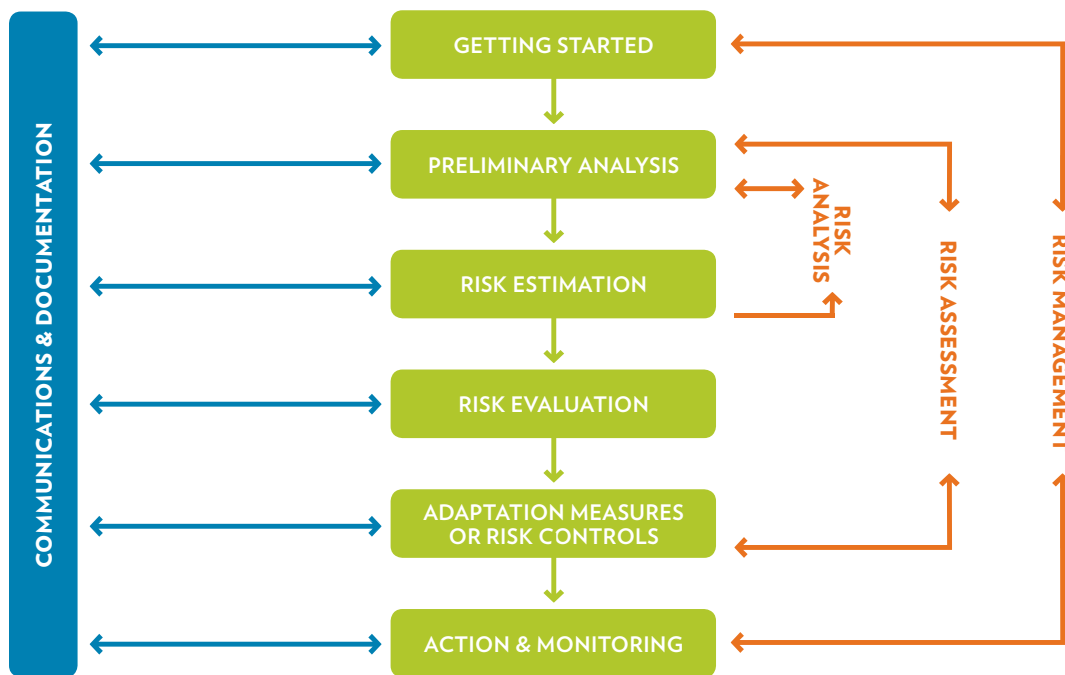 COMMUNICATIONS & DOCUMENTATION
GETTING STARTED
PRELIMINARY ANALYSIS
RISK ESTIMATION
RISK EVALUATION
ADAPTATION MEASURES
OR RISK CONTROLS
ACTION & MONITORING
RISK
ANALYSIS
RISK ASSESSMENT
RISK MANAGEMENT